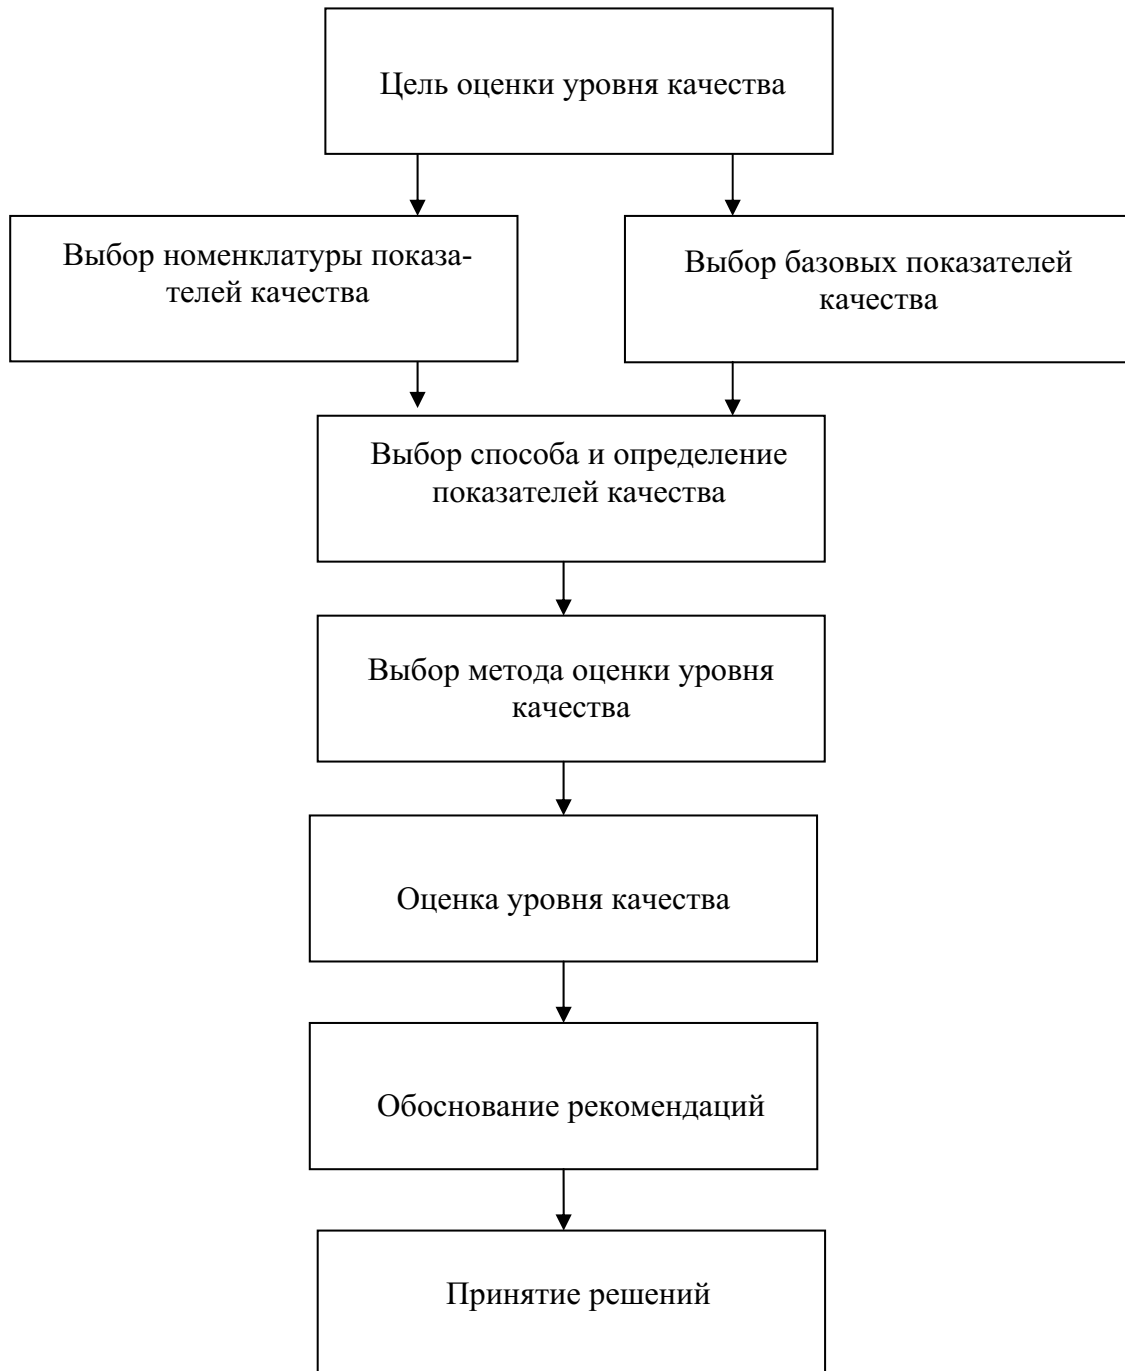 Цель оценки уровня качества
Выбор номенклатуры показа-
телей качества
Выбор базовых показателей
качества
Выбор способа и определение
показателей качества
Выбор метода оценки уровня
качества
Оценка уровня качества
Обоснование рекомендаций
Принятие решений